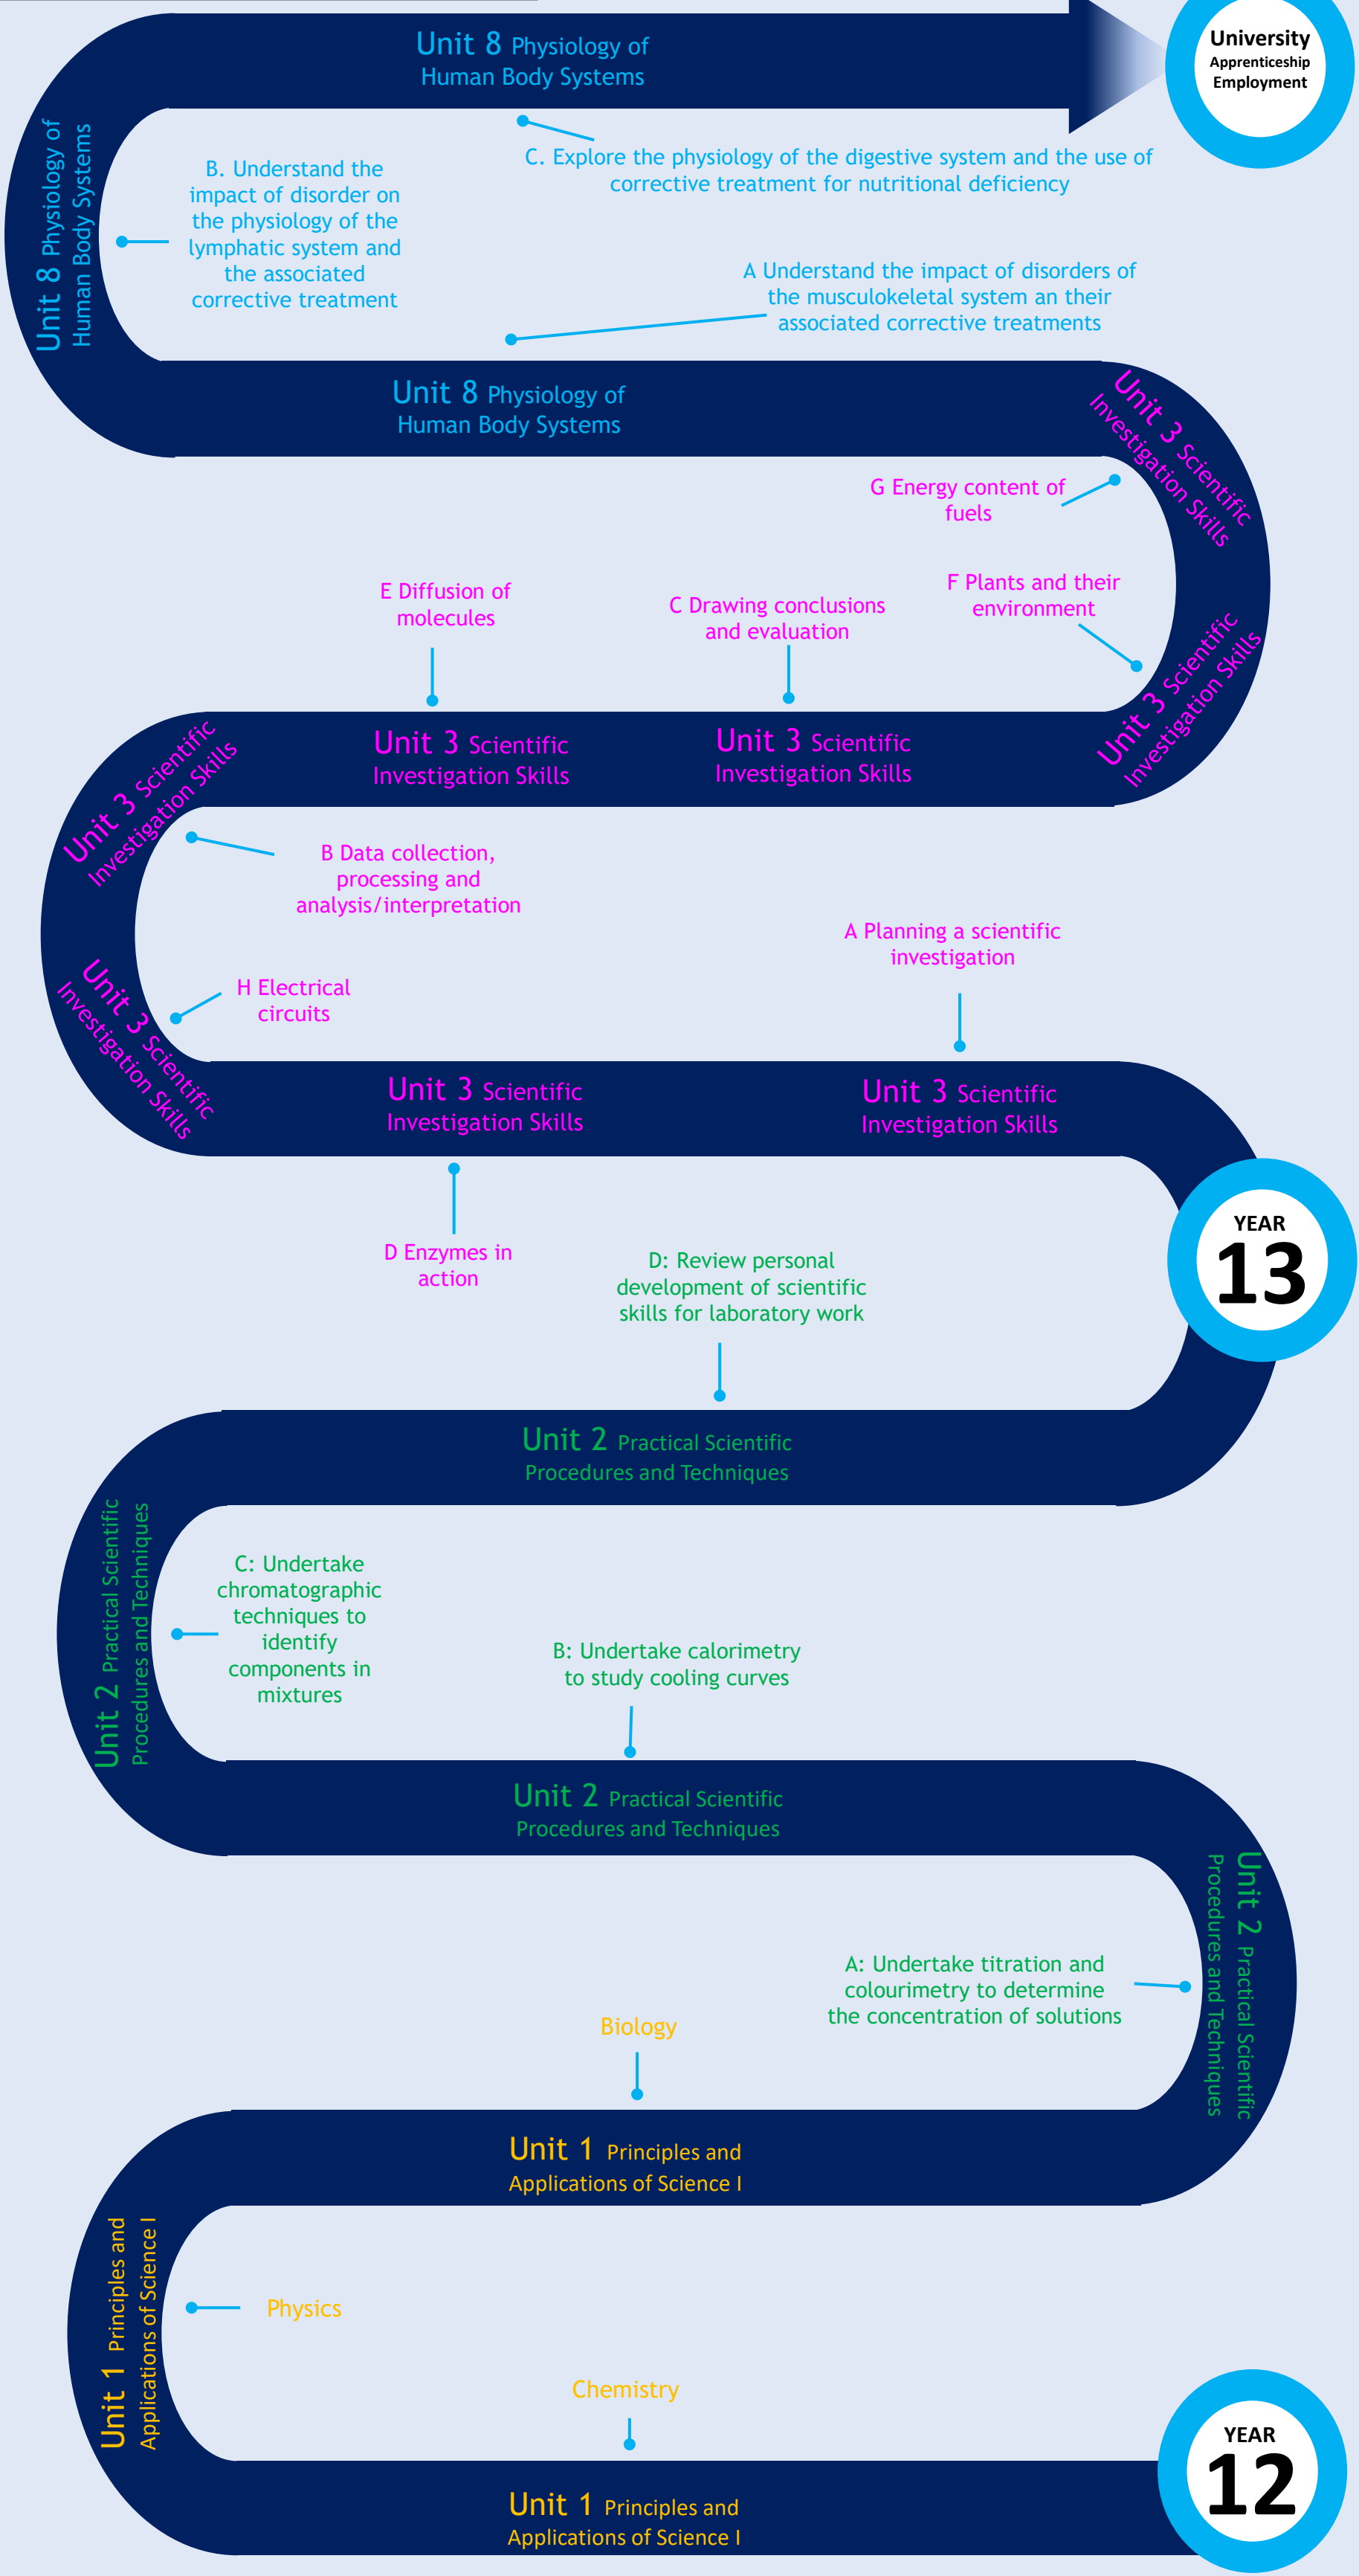 Unit 8 Physiology of
Human Body Systems
University
Apprenticeship
Employment
C. Explore the physiology of the digestive system and the use of
corrective treatment for nutritional deficiency
Unit 8 Physiology of
Human Body Systems
B. Understand the
impact of disorder on
the physiology of the
lymphatic system and
the associated
corrective treatment
A Understand the impact of disorders of
the musculokeletal system an their
associated corrective treatments
Unit 8 Physiology of
Human Body Systems
Unit 3 Scientific
Investigation Skills
G Energy content of
fuels
F Plants and their
environment
Unit 3 Scientific
Investigation Skills
E Diffusion of
molecules
C Drawing conclusions
and evaluation
Unit 3 Scientific
Investigation Skills
Unit 3 Scientific
Investigation Skills
Unit 3 Scientific
Investigation Skills
B Data collection,
processing and
analysis/interpretation
A Planning a scientific
investigation
H Electrical
circuits
Unit 3 Scientific
Investigation Skills
Unit 3 Scientific
Investigation Skills
Unit 3 Scientific
Investigation Skills
D Enzymes in
action
YEAR
13
D: Review personal
development of scientific
skills for laboratory work
Unit 2 Practical Scientific
Procedures and Techniques
Unit 2 Practical Scientific
Procedures and Techniques
C: Undertake
chromatographic
techniques to
identify
components in
mixtures
B: Undertake calorimetry
to study cooling curves
Unit 2 Practical Scientific
Procedures and Techniques
Unit 2 Practical Scientific
Procedures and Techniques
A: Undertake titration and
colourimetry to determine
the concentration of solutions
Biology
Unit 1 Principles and
Applications of Science I
Unit 1 Principles and
Applications of Science I
Physics
Chemistry
Unit 1 Principles and
Applications of Science I
YEAR
12